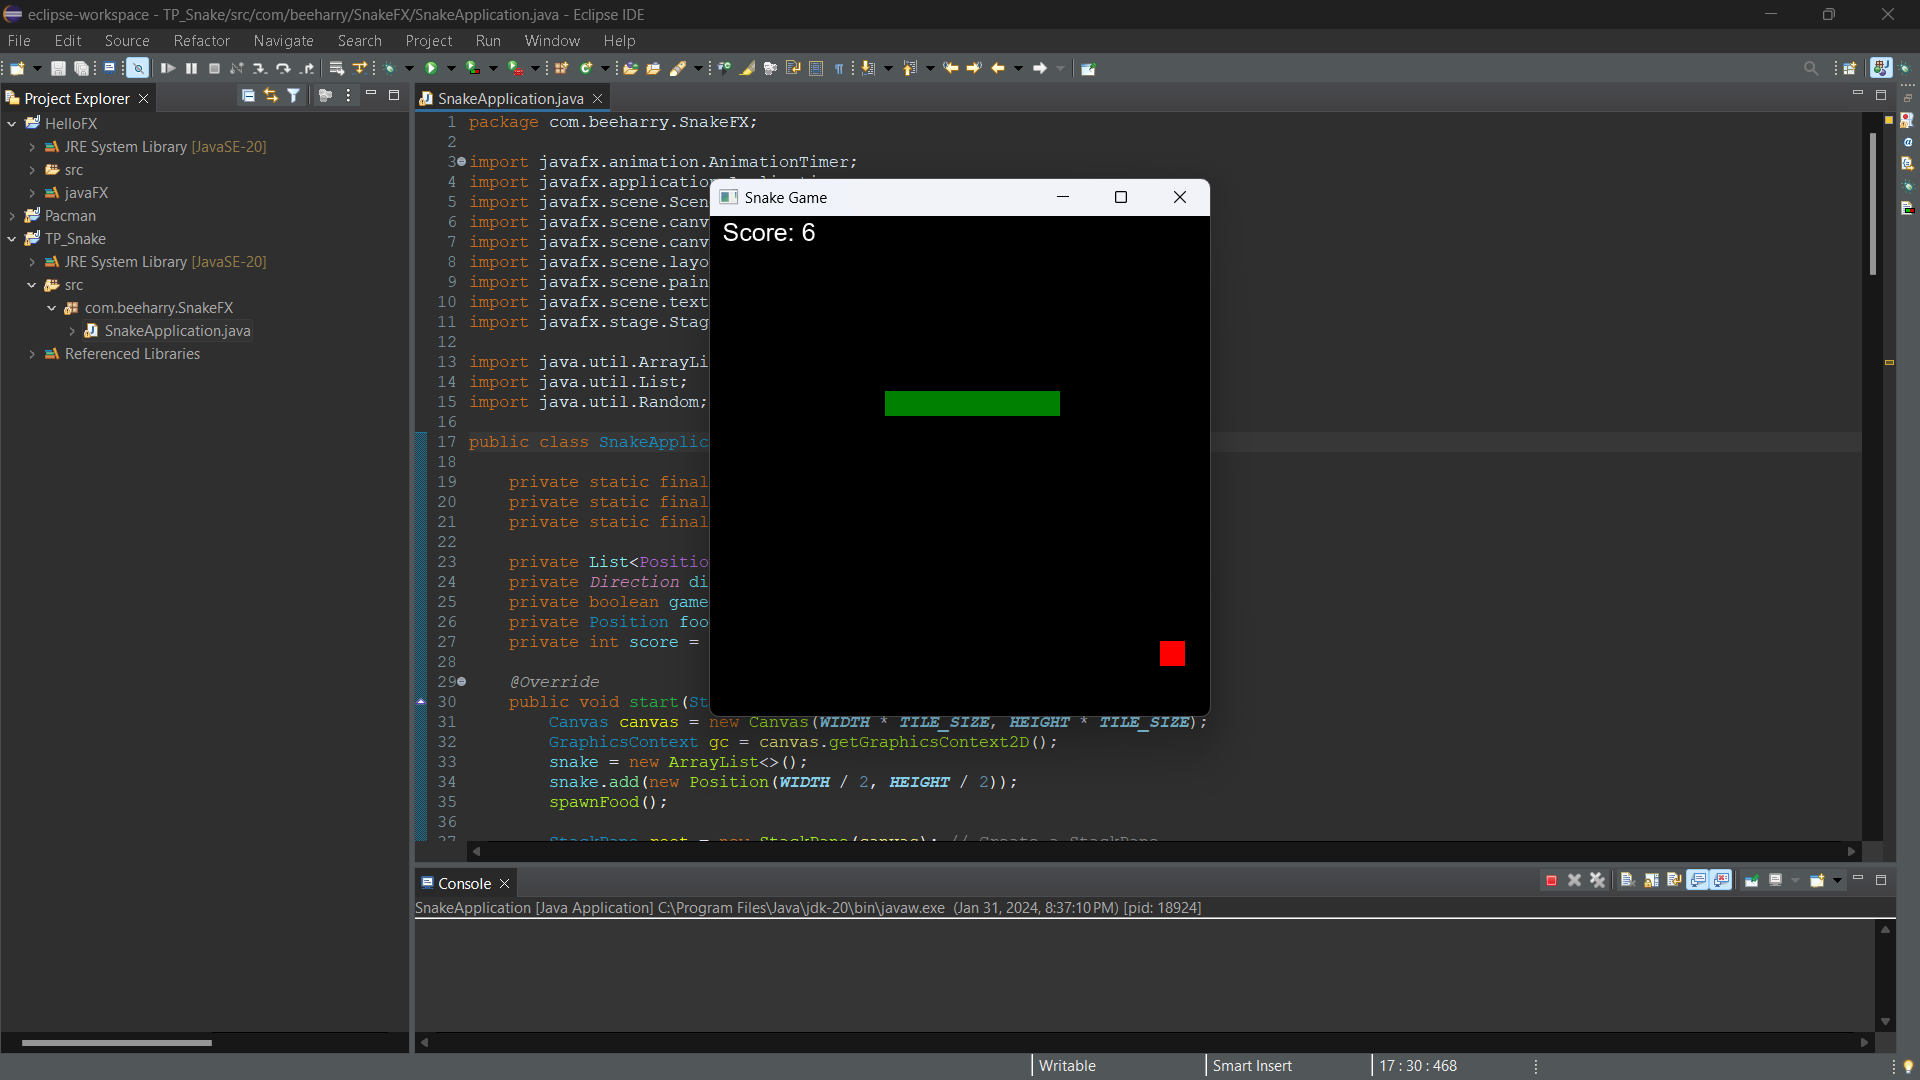 eclipse-workspace - TP_Snake/src/com/beeharry/SnakeFX/SnakeApplication.java - Eclipse IDE
File Edit Source Refactor Navigate Search Project Run Window Help
Project Explorer
HelloFX
JRE System Library [JavaSE-20]
src
javaFX
Pacman
TP_Snake
JRE System Library [JavaSE-20]
src
com.beeharry.SnakeFX
SnakeApplication.java
Referenced Libraries
SnakeApplication.java
1 package com.beeharry.SnakeFX;
2
3 import javafx.animation.AnimationTimer;
4 import javafx.applicatio
5 import javafx.scene.Scen
6 import javafx.scene.canv
7 import javafx.scene.canv
8 import javafx.scene.layo
9 import javafx.scene.pain
10 import javafx.scene.text
11 import javafx.stage.Stag
12
13 import java.util.ArrayLi
14 import java.util.List;
15 import java.util.Random;
16
17 public class SnakeApplic
18
19 private static final
20 private static final
21 private static final
22
23 private List<Positio
24 private Direction di
25 private boolean game
26 private Position foo
27 private int score =
28
29 @Override
30 public void start(St
31 Canvas canvas = new Canvas(WIDTH * TILE_SIZE, HEIGHT * TILE_SIZE);
32 GraphicsContext gc = canvas.getGraphicsContext2D();
33 snake = new ArrayList<>();
34 snake.add(new Position(WIDTH / 2, HEIGHT / 2));
35 spawnFood();
36
Snake Game
Score: 6
Console
SnakeApplication [Java Application] C:\Program Files\Java\jdk-20\bin\javaw.exe (Jan 31, 2024, 8:37:10 PM) [pid: 18924]
Writable
Smart Insert
17 : 30 : 468